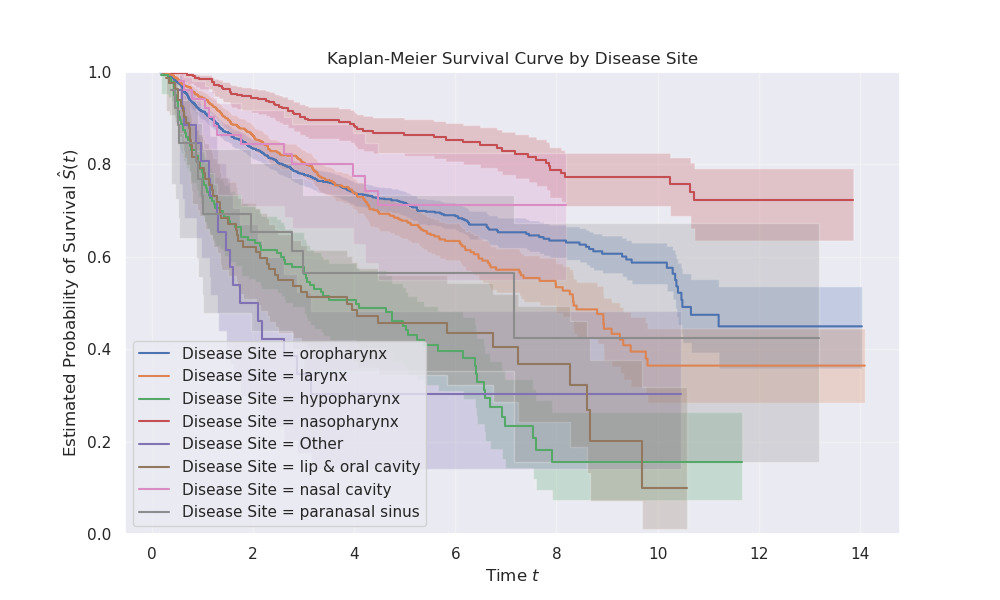 Kaplan-Meier Survival Curve by Disease Site
Estimated Probability of Survival Ŝ(t)
1.0
0.8
0.6
0.4
0.2
0.0
Disease Site = oropharynx
Disease Site = larynx
Disease Site = hypopharynx
Disease Site = nasopharynx
Disease Site = Other
Disease Site = lip & oral cavity
Disease Site = nasal cavity
Disease Site = paranasal sinus
0 2 4 6 8 10 12 14
Time t